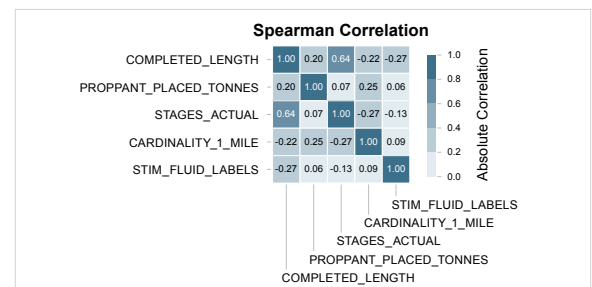 Spearman Correlation
COMPLETED_LENGTH 1.00 0.20 0.64 -0.22 -0.27
PROPPANT_PLACED_TONNES 0.20 1.00 0.07 0.25 0.06
STAGES_ACTUAL 0.64 0.07 1.00 -0.27 -0.13
CARDINALITY_1_MILE -0.22 0.25 -0.27 1.00 0.09
STIM_FLUID_LABELS -0.27 0.06 -0.13 0.09 1.00
1.0
0.8
0.6
0.4
0.2
0.0
Absolute Correlation
STIM_FLUID_LABELS
CARDINALITY_1_MILE
STAGES_ACTUAL
PROPPANT_PLACED_TONNES
COMPLETED_LENGTH